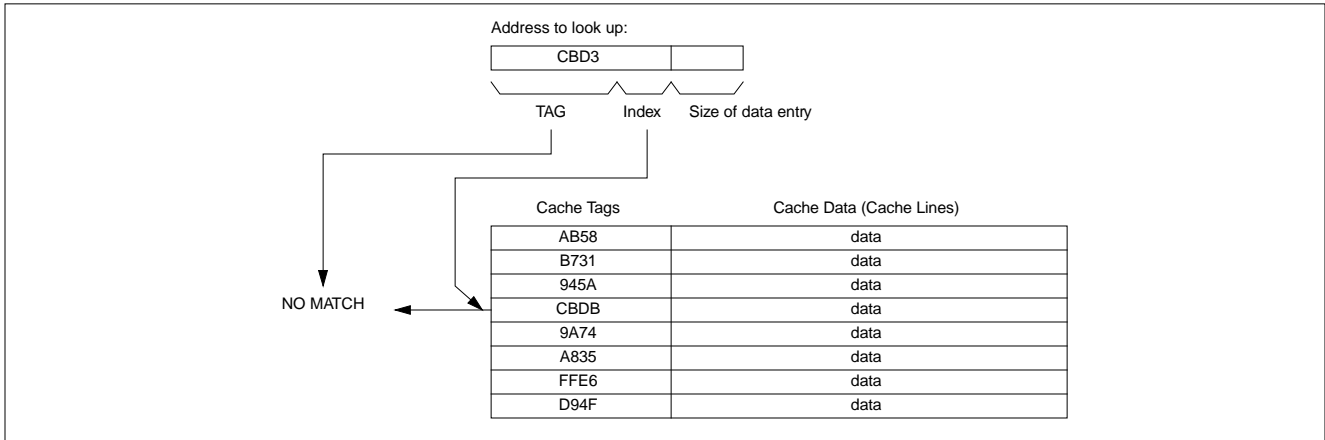 Address to look up:
CBD3
TAG Index Size of data entry
Cache Tags Cache Data (Cache Lines)
AB58 data
B731 data
945A data
NO MATCH CBDB data
9A74 data
A835 data
FFE6 data
D94F data